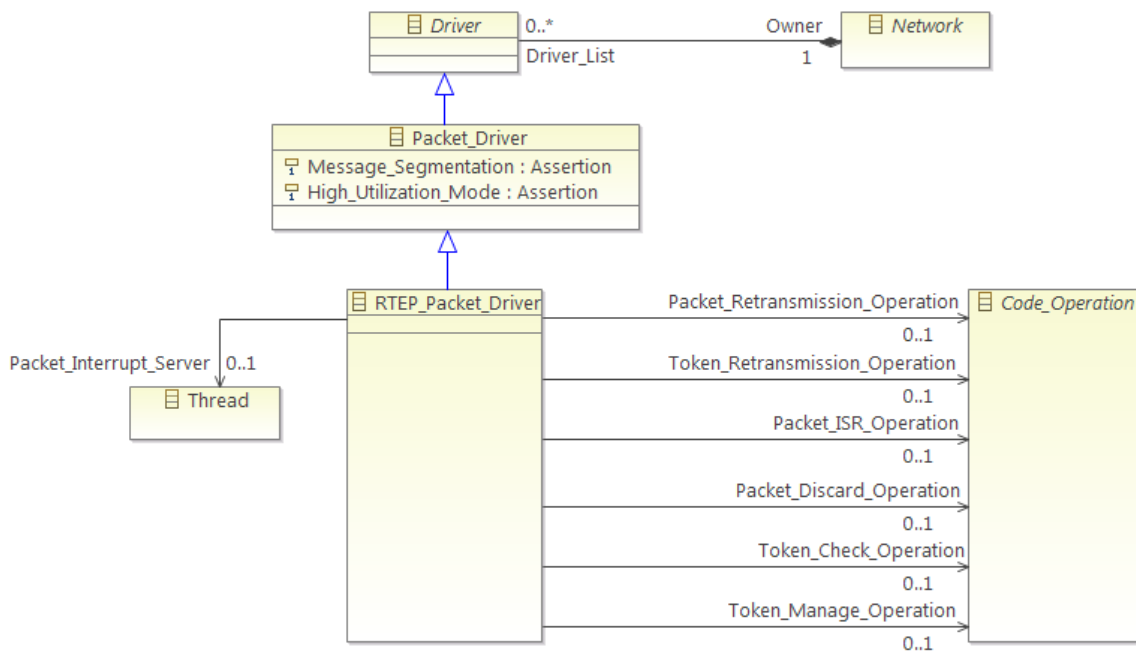 Driver
0..*
Owner
Network
Driver_List
1
Packet_Driver
Message_Segmentation : Assertion
High_Utilization_Mode : Assertion
RTEP_Packet_Driver
Packet_Retransmission_Operation
Code_Operation
0..1
Packet_Interrupt_Server
0..1
Token_Retransmission_Operation
0..1
Thread
Packet_ISR_Operation
0..1
Packet_Discard_Operation
0..1
Token_Check_Operation
0..1
Token_Manage_Operation
0..1